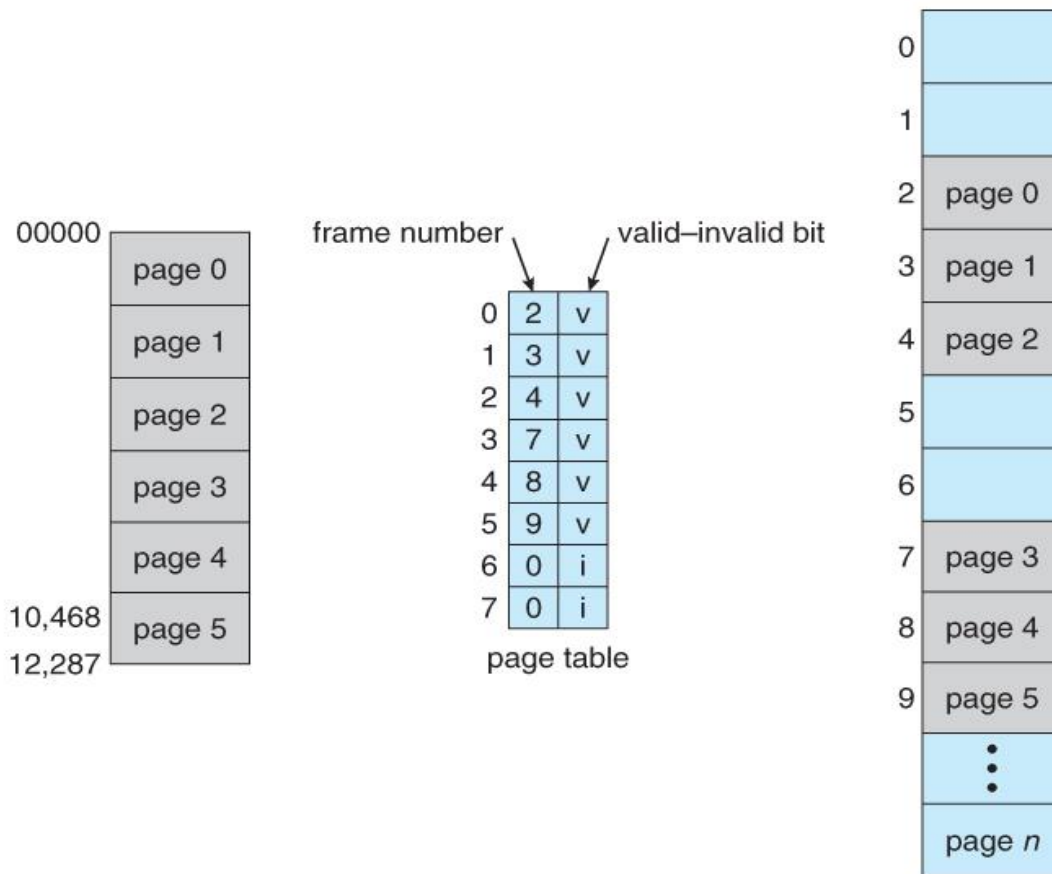 00000
page 0
page 1
page 2
page 3
page 4
10,468
page 5
12,287
frame number
valid–invalid bit
0 2 v
1 3 v
2 4 v
3 7 v
4 8 v
5 9 v
6 0 i
7 0 i
page table
0
1
2 page 0
3 page 1
4 page 2
5
6
7 page 3
8 page 4
9 page 5
page n